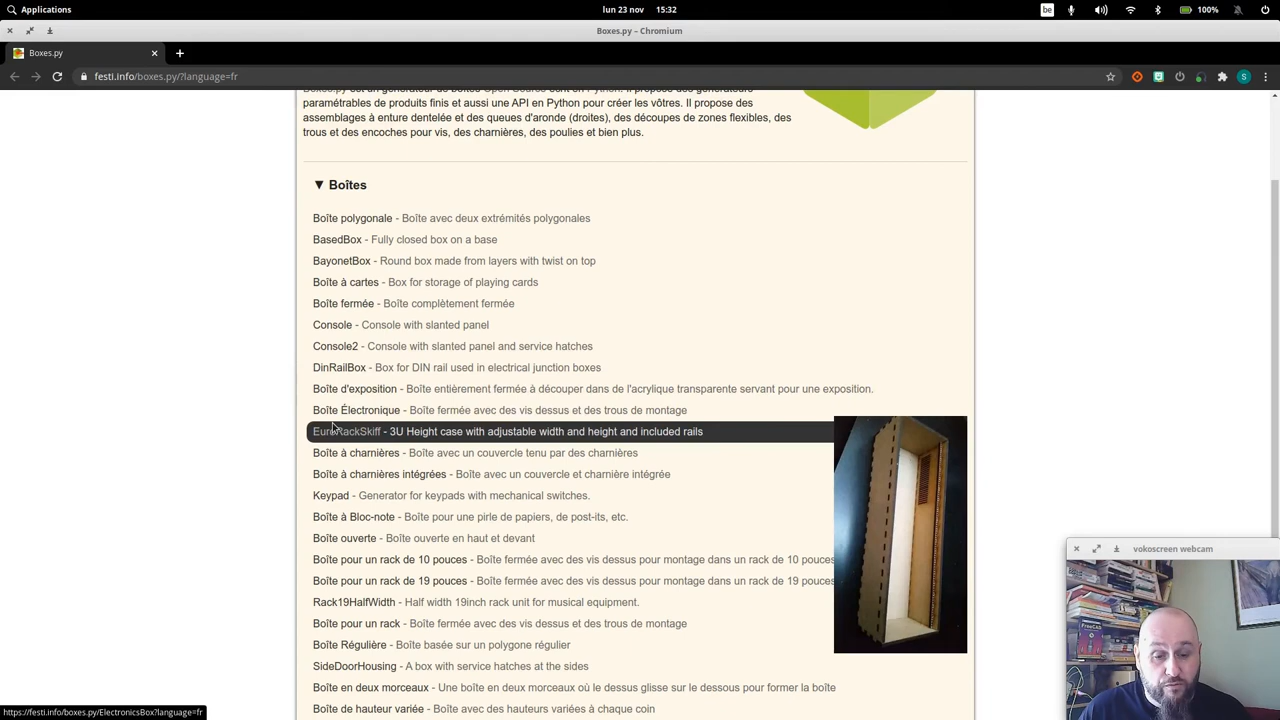 Applications
lun 23 nov 15:32
be
100%
Boxes.py – Chromium
Boxes.py
festi.info/boxes.py/?language=fr
S
paramétrables de produits finis et aussi une API en Python pour créer les vôtres. Il propose des
assemblages à enture dentelée et des queues d'aronde (droites), des découpes de zones flexibles, des
trous et des encoches pour vis, des charnières, des poulies et bien plus.
▼ Boîtes
Boîte polygonale - Boîte avec deux extrémités polygonales
BasedBox - Fully closed box on a base
BayonetBox - Round box made from layers with twist on top
Boîte à cartes - Box for storage of playing cards
Boîte fermée - Boîte complètement fermée
Console - Console with slanted panel
Console2 - Console with slanted panel and service hatches
DinRailBox - Box for DIN rail used in electrical junction boxes
Boîte d'exposition - Boîte entièrement fermée à découper dans de l'acrylique transparente servant pour une exposition.
Boîte Électronique - Boîte fermée avec des vis dessus et des trous de montage
EuroRackSkiff - 3U Height case with adjustable width and height and included rails
Boîte à charnières - Boîte avec un couvercle tenu par des charnières
Boîte à charnières intégrées - Boîte avec un couvercle et charnière intégrée
Keypad - Generator for keypads with mechanical switches.
Boîte à Bloc-note - Boîte pour une pirle de papiers, de post-its, etc.
Boîte ouverte - Boîte ouverte en haut et devant
Boîte pour un rack de 10 pouces - Boîte fermée avec des vis dessus pour montage dans un rack de 10 pouces
Boîte pour un rack de 19 pouces - Boîte fermée avec des vis dessus pour montage dans un rack de 19 pouces
Rack19HalfWidth - Half width 19inch rack unit for musical equipment.
Boîte pour un rack - Boîte fermée avec des vis dessus et des trous de montage
Boîte Régulière - Boîte basée sur un polygone régulier
SideDoorHousing - A box with service hatches at the sides
Boîte en deux morceaux - Une boîte en deux morceaux où le dessus glisse sur le dessous pour former la boîte
Boîte de hauteur variée - Boîte avec des hauteurs variées à chaque coin
https://festi.info/boxes.py/ElectronicsBox?language=fr
vokoscreen webcam
FreeCAD